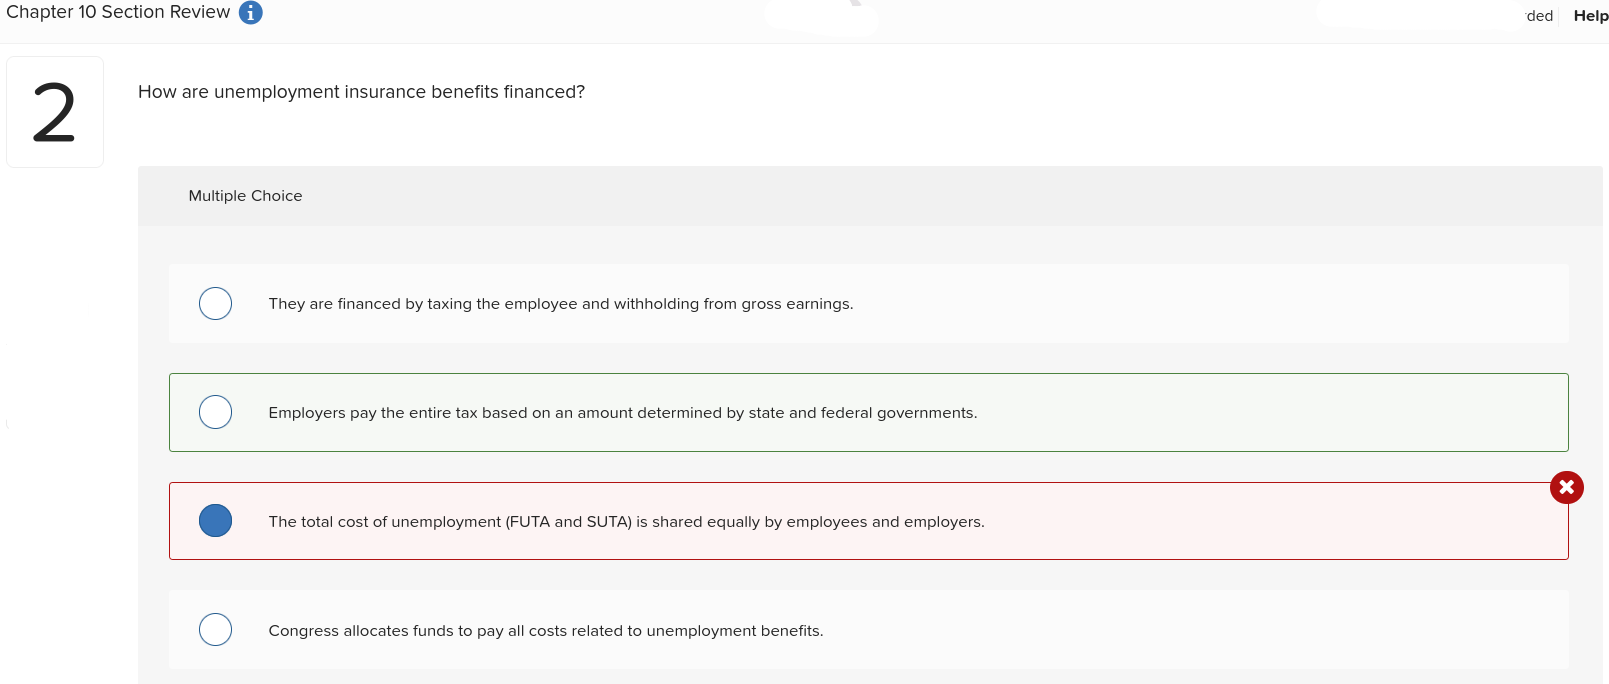 Chapter 10 Section Review
ded
Help
2
How are unemployment insurance benefits financed?
Multiple Choice
They are financed by taxing the employee and withholding from gross earnings.
Employers pay the entire tax based on an amount determined by state and federal governments.
The total cost of unemployment (FUTA and SUTA) is shared equally by employees and employers.
Congress allocates funds to pay all costs related to unemployment benefits.